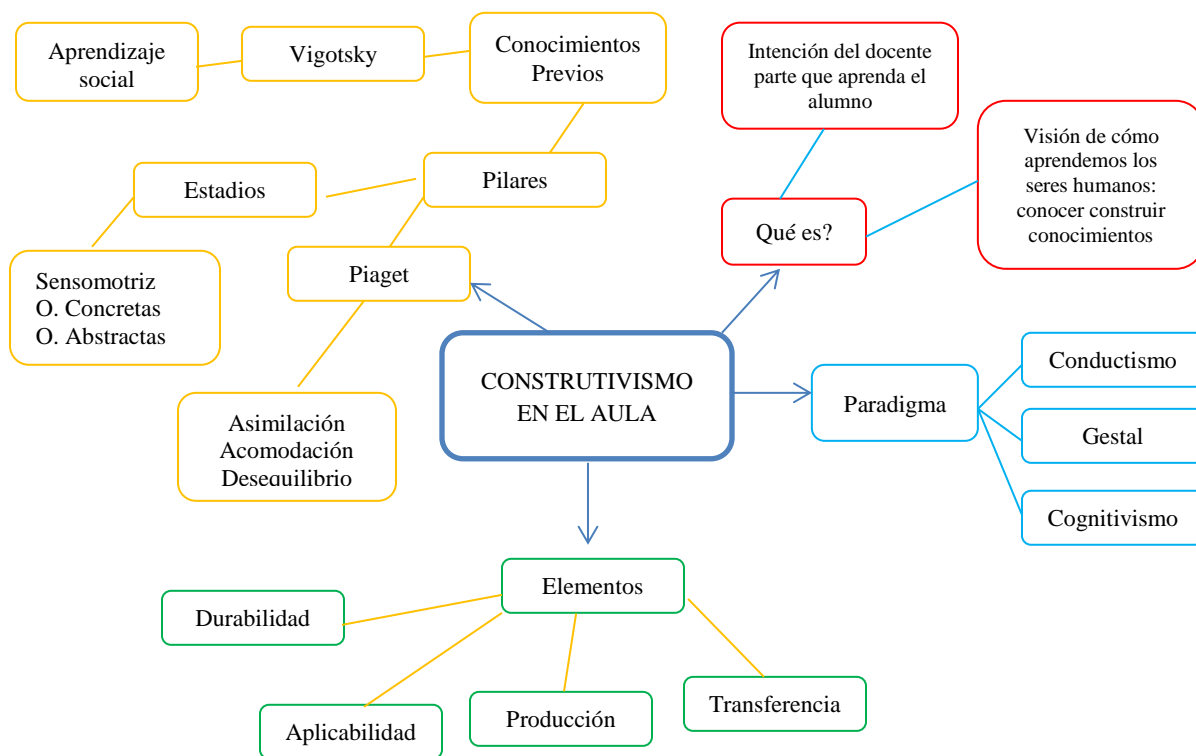 Aprendizaje
social
Vigotsky
Conocimientos
Previos
Intención del docente
parte que aprenda el
alumno
Visión de cómo
aprendemos los
seres humanos:
conocer construir
conocimientos
Estadios
Pilares
Qué es?
Sensomotriz
O. Concretas
O. Abstractas
Piaget
CONSTRUTIVISMO
EN EL AULA
Paradigma
Conductismo
Gestal
Cognitivismo
Asimilación
Acomodación
Desequilibrio
Elementos
Durabilidad
Aplicabilidad
Producción
Transferencia